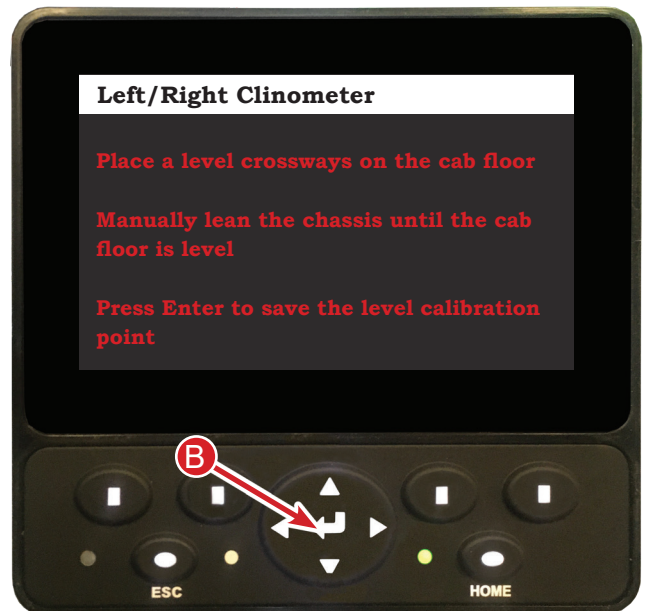 Left/Right Clinometer
Place a level crossways on the cab floor
Manually lean the chassis until the cab
floor is level
Press Enter to save the level calibration
point
B
ESC
HOME